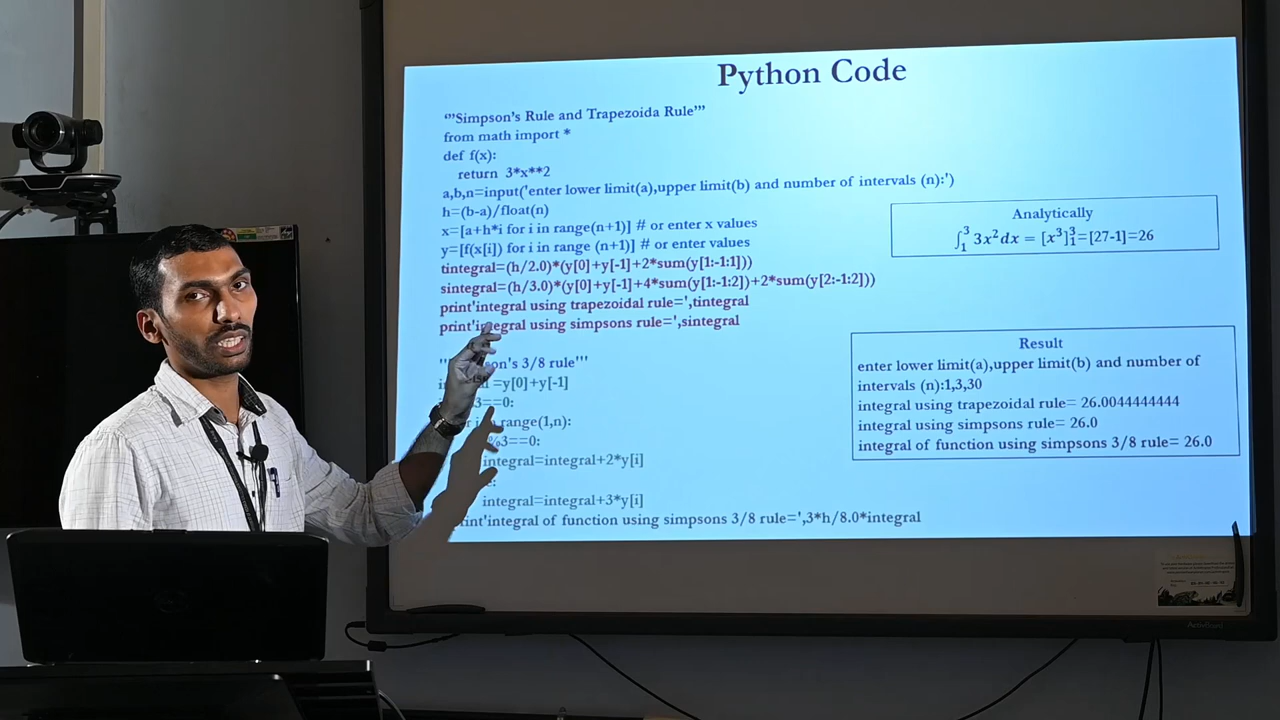 Python Code
'''Simpson's Rule and Trapezoida Rule'''
from math import *
def f(x):
return 3*x**2
a,b,n=input('enter lower limit(a),upper limit(b) and number of intervals (n):')
h=(b-a)/float(n)
x=[a+h*i for i in range(n+1)] # or enter x values
y=[f(x[i]) for i in range (n+1)] # or enter values
tintegral=(h/2.0)*(y[0]+y[-1]+2*sum(y[1:-1:1]))
sintegral=(h/3.0)*(y[0]+y[-1]+4*sum(y[1:-1:2])+2*sum(y[2:-1:2]))
print'integral using trapezoidal rule=',tintegral
print'integral using simpsons rule=',sintegral
3/8 rule'''
=y[0]+y[-1]
3==0:
range(1,n):
%3==0:
integral=integral+2*y[i]
integral=integral+3*y[i]
print'integral of function using simpsons 3/8 rule=',3*h/8.0*integral
Analytically
∫₁³ 3x²dx = [x³]₁³=[27-1]=26
Result
enter lower limit(a),upper limit(b) and number of
intervals (n):1,3,30
integral using trapezoidal rule= 26.0044444444
integral using simpsons rule= 26.0
integral of function using simpsons 3/8 rule= 26.0